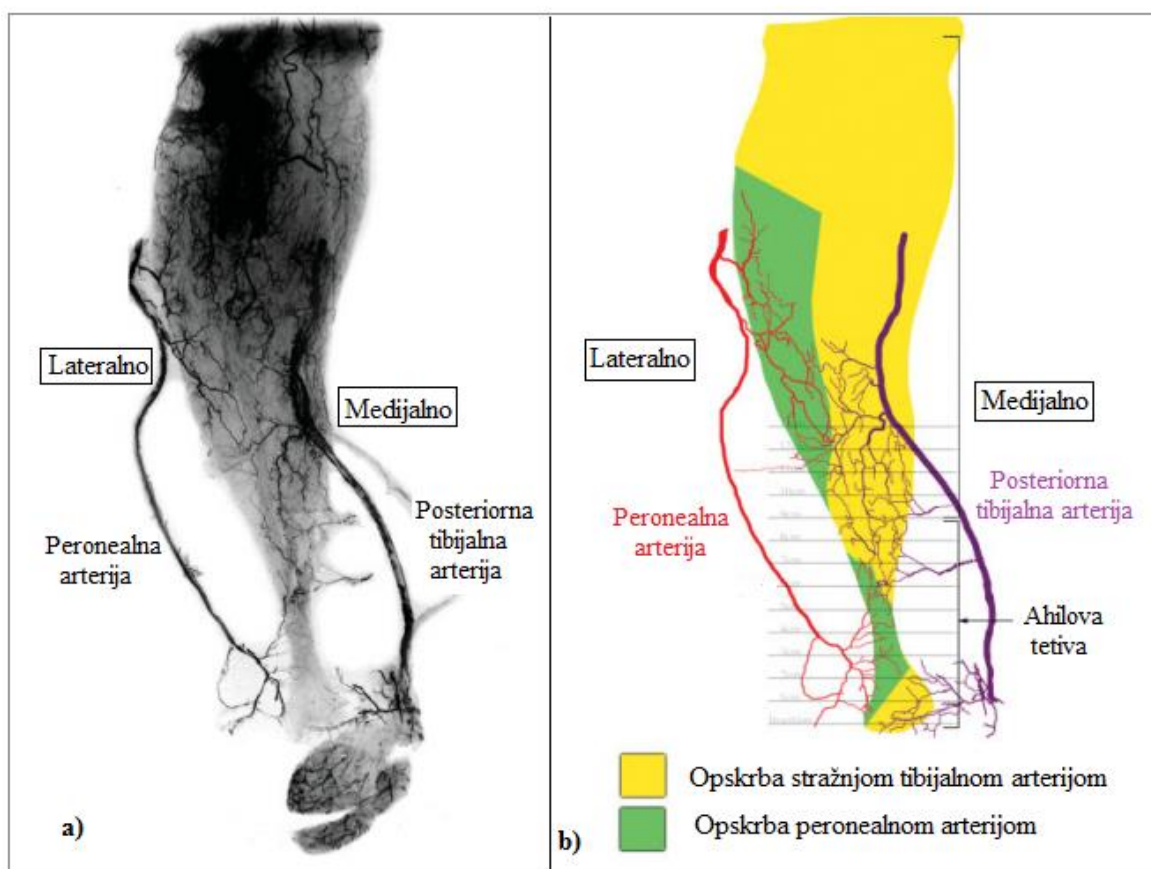 Lateralno
Medijalno
Peronealna
arterija
Posteriorna
tibijalna
arterija
a)
Lateralno
Medijalno
Peronealna
arterija
Posteriorna
tibijalna arterija
Ahilova
tetiva
Opskrba stražnjom tibijalnom arterijom
Opskrba peronealnom arterijom
b)